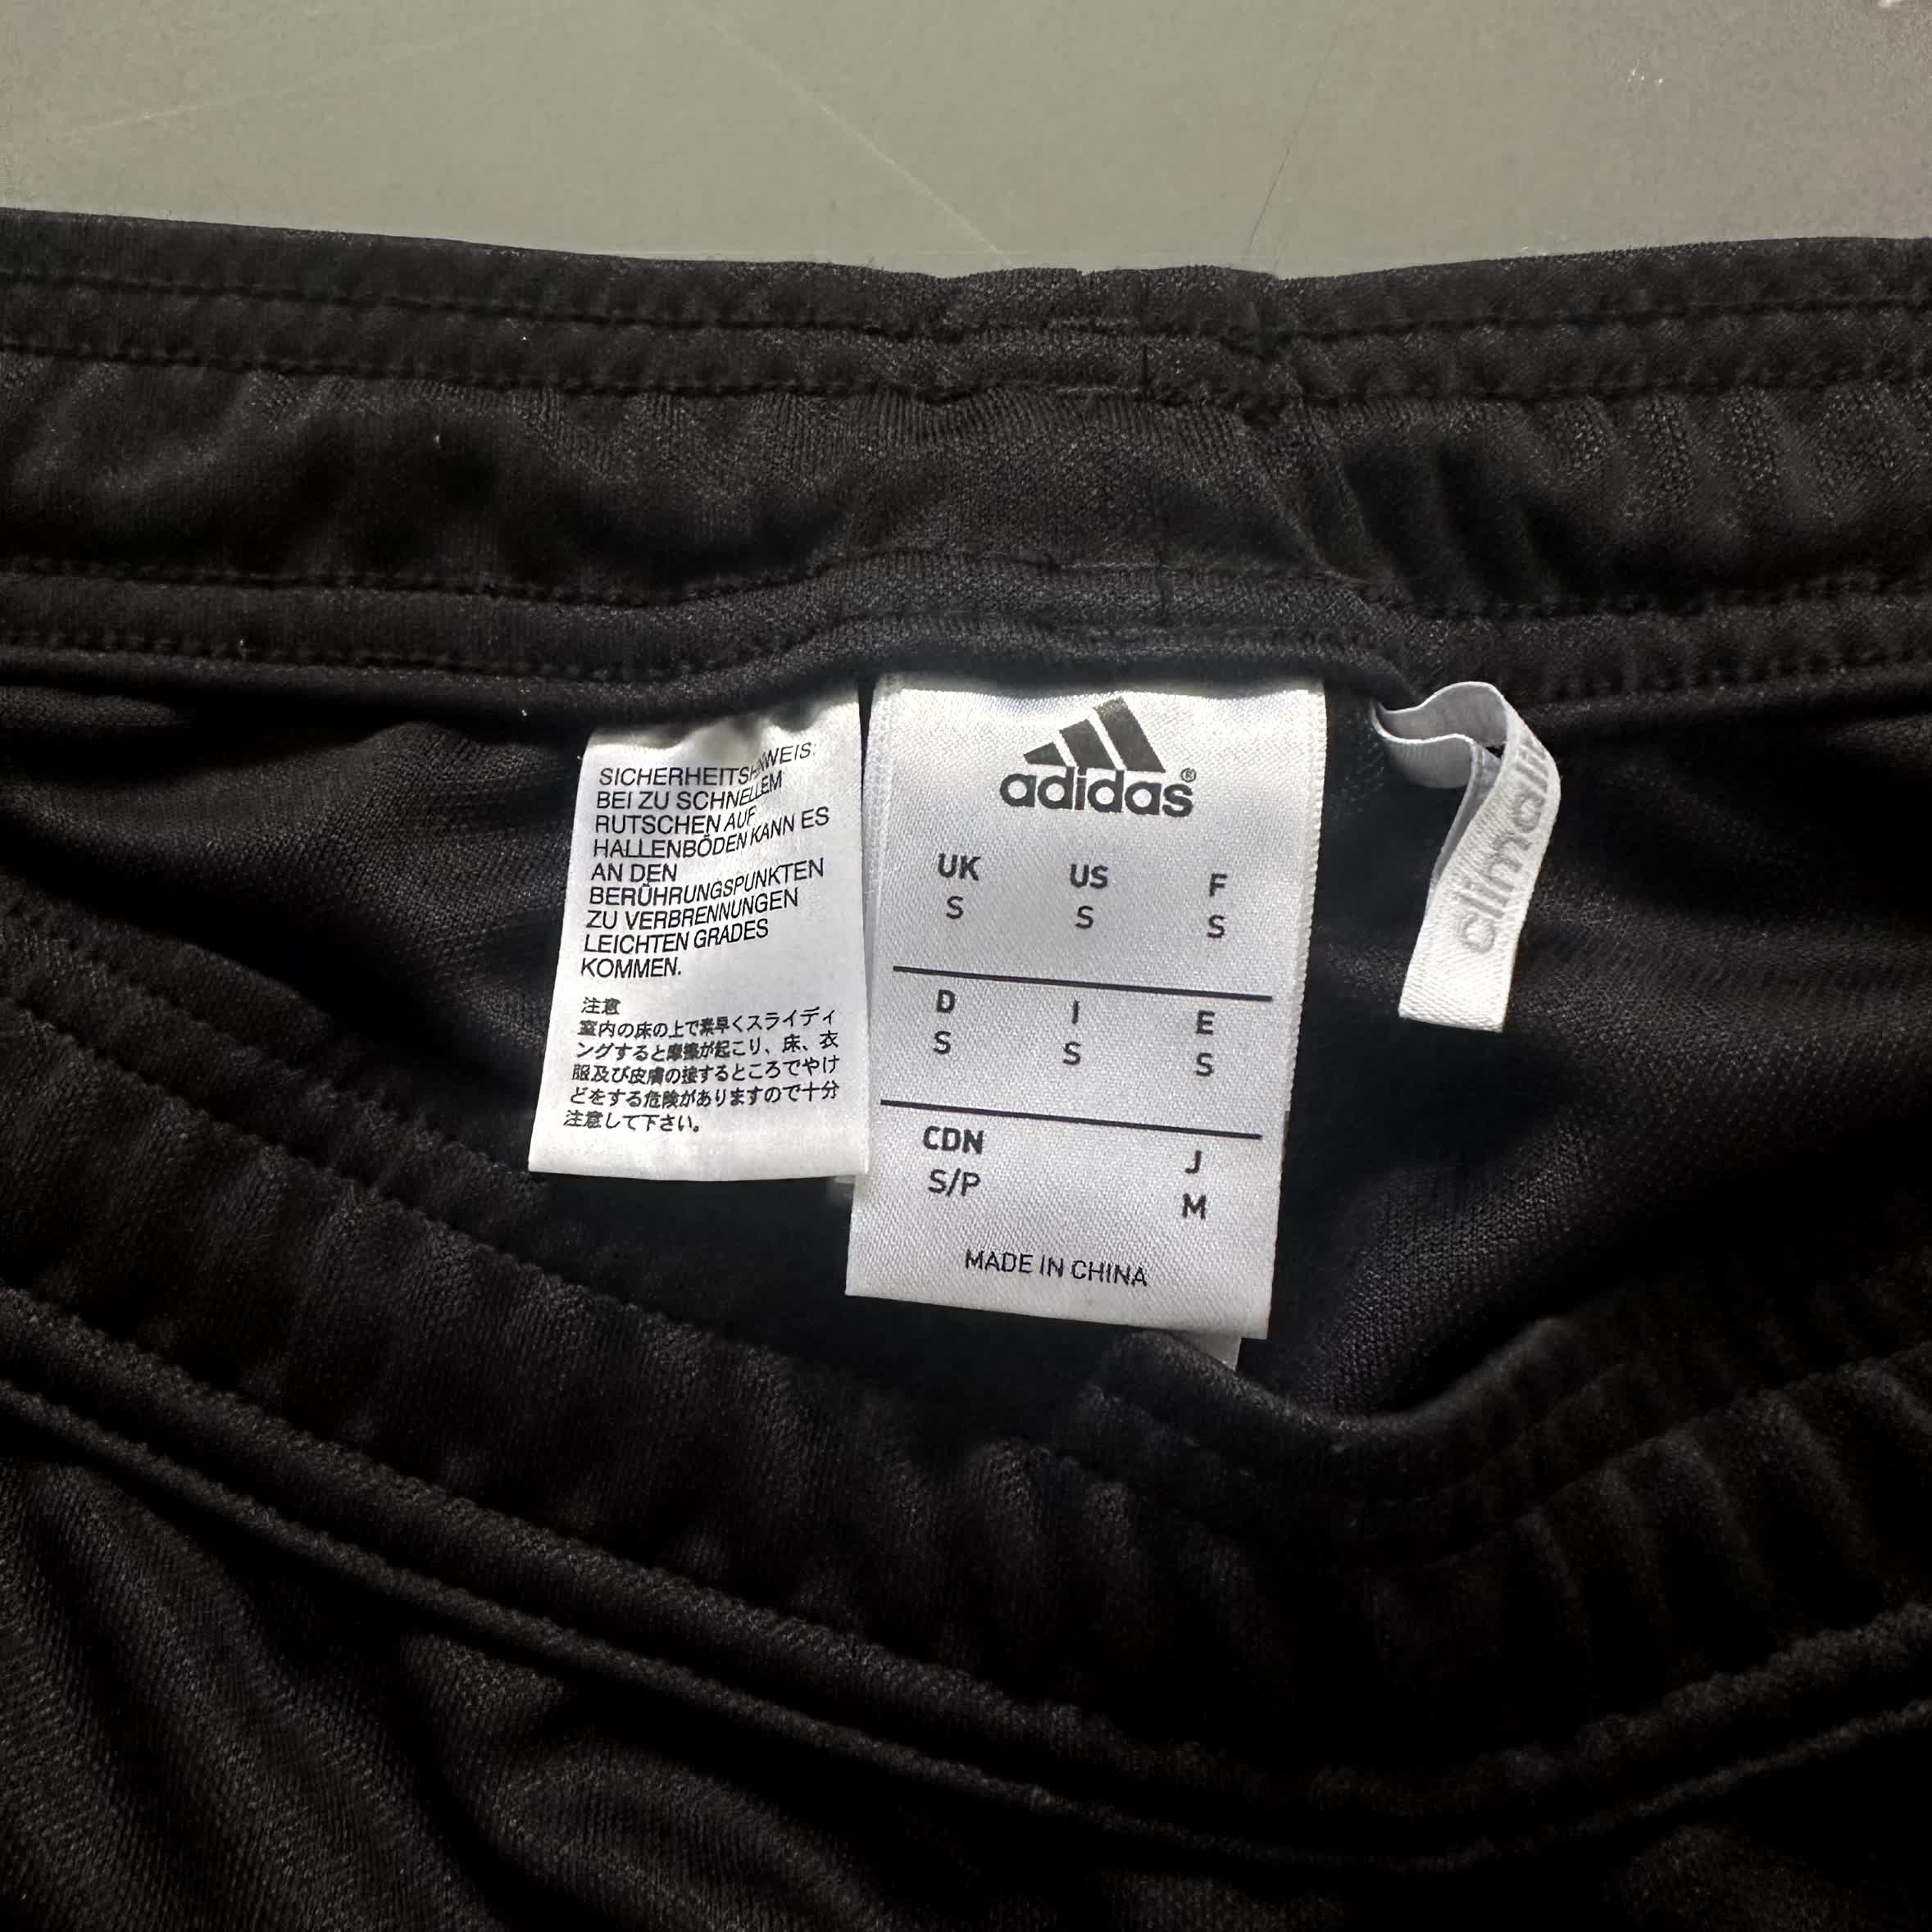 SICHERHEITSHINWEIS:
BEI ZU SCHNELLEM
RUTSCHEN AUF
HALLENBÖDEN KANN ES
AN DEN
BERÜHRUNGSPUNKTEN
ZU VERBRENNUNGEN
LEICHTEN GRADES
KOMMEN.
注意
室内の床の上で素早くスライディ
ングすると摩擦が起こり、床、衣
服及び皮膚の接するところでやけ
どをする危険がありますので十分
注意して下さい。
adidas®
UK US F
S S S
D I E
S S S
CDN J
S/P M
MADE IN CHINA